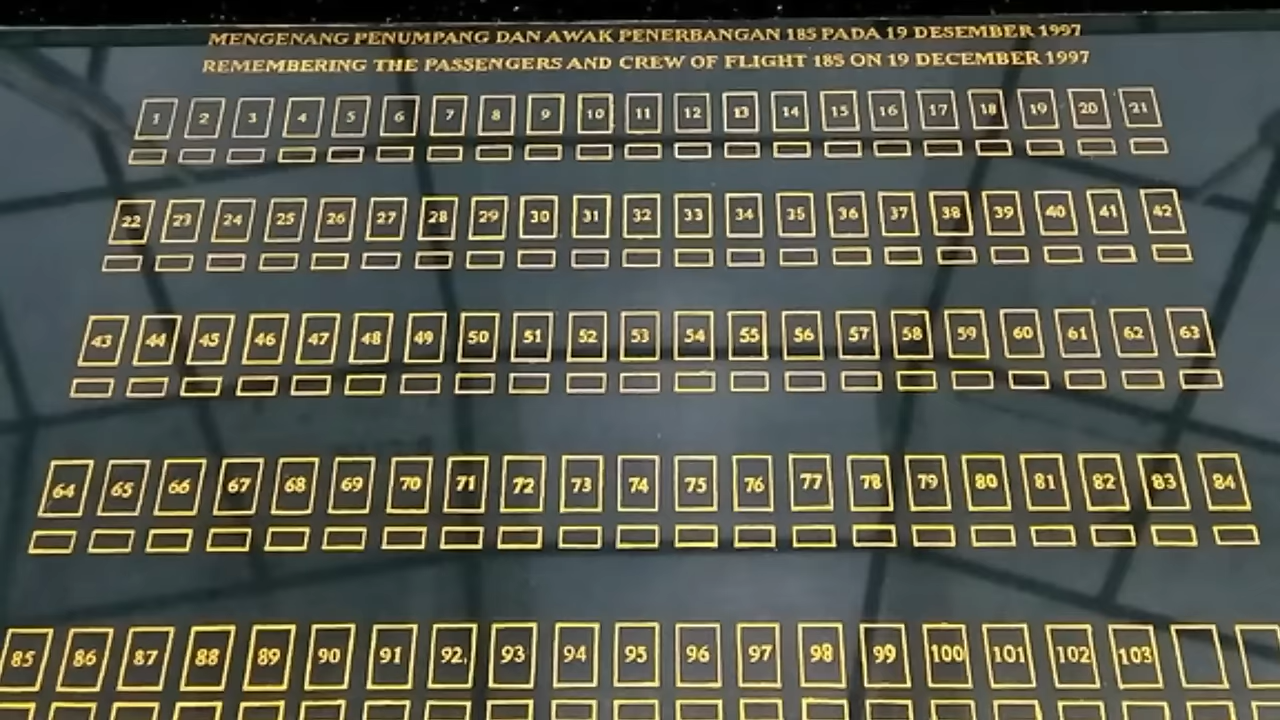 MENGENANG PENUMPANG DAN AWAK PENERBANGAN 185 PADA 19 DESEMBER 1997
REMEMBERING THE PASSENGERS AND CREW OF FLIGHT 185 ON 19 DECEMBER 1997
1 2 3 4 5 6 7 8 9 10 11 12 13 14 15 16 17 18 19 20 21
22 23 24 25 26 27 28 29 30 31 32 33 34 35 36 37 38 39 40 41 42
43 44 45 46 47 48 49 50 51 52 53 54 55 56 57 58 59 60 61 62 63
64 65 66 67 68 69 70 71 72 73 74 75 76 77 78 79 80 81 82 83 84
85 86 87 88 89 90 91 92, 93 94 95 96 97 98 99 100 101 102 103